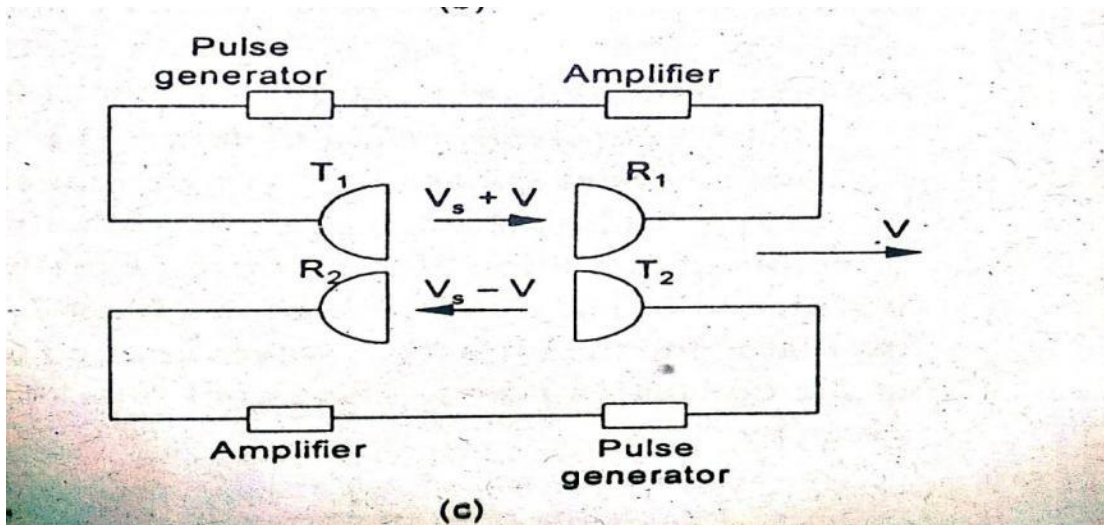 Pulse
generator
Amplifier
T₁
Vₛ + V
R₁
V
R₂
Vₛ – V
T₂
Amplifier
Pulse
generator
(c)